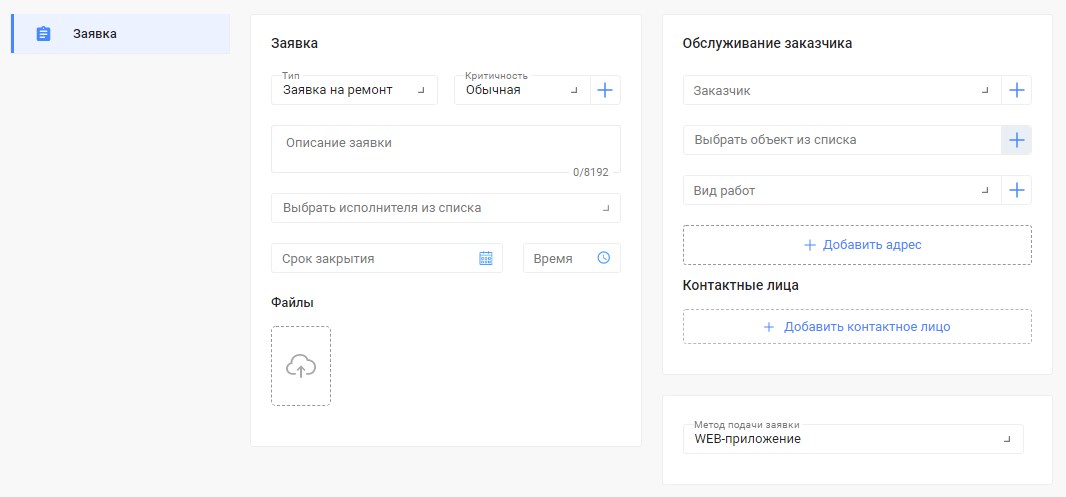 Заявка
Заявка
Тип
Заявка на ремонт
Критичность
Обычная
Описание заявки
0/8192
Выбрать исполнителя из списка
Срок закрытия
Время
Файлы
Обслуживание заказчика
Заказчик
Выбрать объект из списка
Вид работ
Добавить адрес
Контактные лица
Добавить контактное лицо
Метод подачи заявки
WEB-приложение